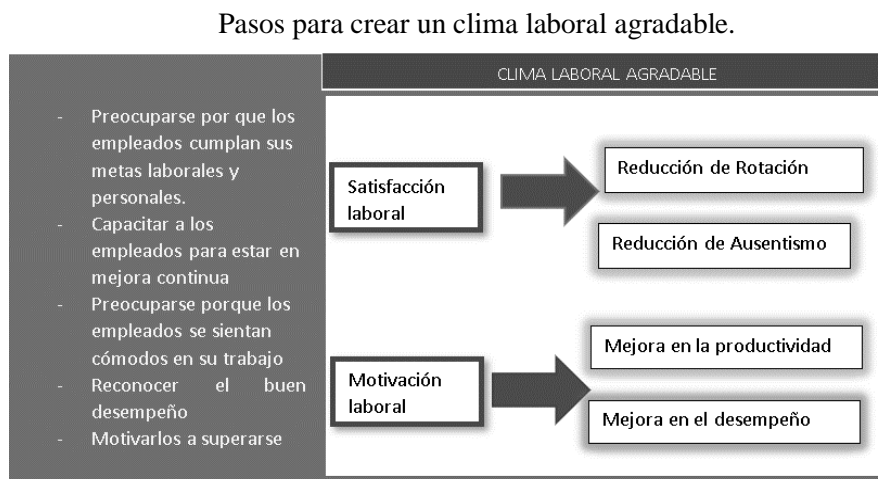 Pasos para crear un clima laboral agradable.
CLIMA LABORAL AGRADABLE
- Preocuparse por que los
empleados cumplan sus
metas laborales y
personales.
- Capacitar a los
empleados para estar en
mejora continua
- Preocuparse porque los
empleados se sientan
cómodos en su trabajo
- Reconocer el buen
desempeño
- Motivarlos a superarse
Satisfacción
laboral
Reducción de Rotación
Reducción de Ausentismo
Motivación
laboral
Mejora en la productividad
Mejora en el desempeño